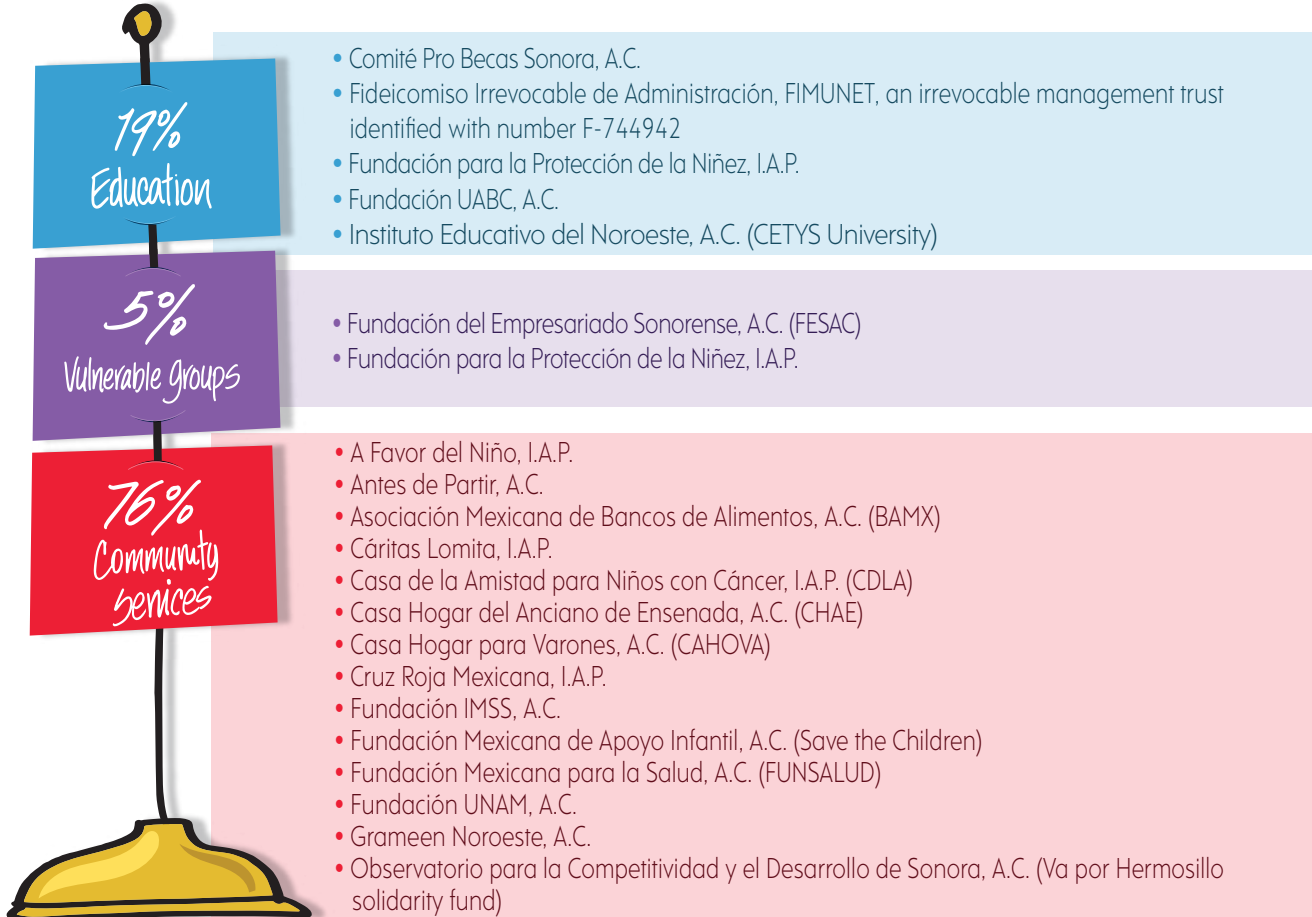 19%
Education
• Comité Pro Becas Sonora, A.C.
• Fideicomiso Irrevocable de Administración, FIMUNET, an irrevocable management trust
identified with number F-744942
• Fundación para la Protección de la Niñez, I.A.P.
• Fundación UABC, A.C.
• Instituto Educativo del Noroeste, A.C. (CETYS University)
5%
Vulnerable groups
• Fundación del Empresariado Sonorense, A.C. (FESAC)
• Fundación para la Protección de la Niñez, I.A.P.
76%
Community
services
• A Favor del Niño, I.A.P.
• Antes de Partir, A.C.
• Asociación Mexicana de Bancos de Alimentos, A.C. (BAMX)
• Cáritas Lomita, I.A.P.
• Casa de la Amistad para Niños con Cáncer, I.A.P. (CDLA)
• Casa Hogar del Anciano de Ensenada, A.C. (CHAE)
• Casa Hogar para Varones, A.C. (CAHOVA)
• Cruz Roja Mexicana, I.A.P.
• Fundación IMSS, A.C.
• Fundación Mexicana de Apoyo Infantil, A.C. (Save the Children)
• Fundación Mexicana para la Salud, A.C. (FUNSALUD)
• Fundación UNAM, A.C.
• Grameen Noroeste, A.C.
• Observatorio para la Competitividad y el Desarrollo de Sonora, A.C. (Va por Hermosillo
solidarity fund)